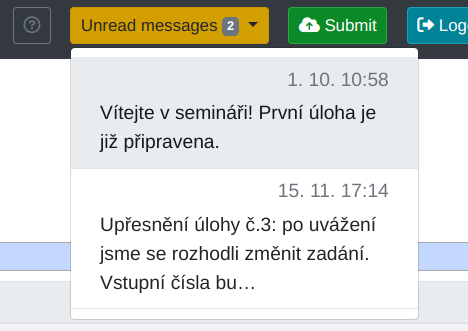 Unread messages 2
Submit
Log
1. 10. 10:58
Vítejte v semináři! První úloha je
již připravena.
15. 11. 17:14
Upřesnění úlohy č.3: po uvážení
jsme se rozhodli změnit zadání.
Vstupní čísla bu…